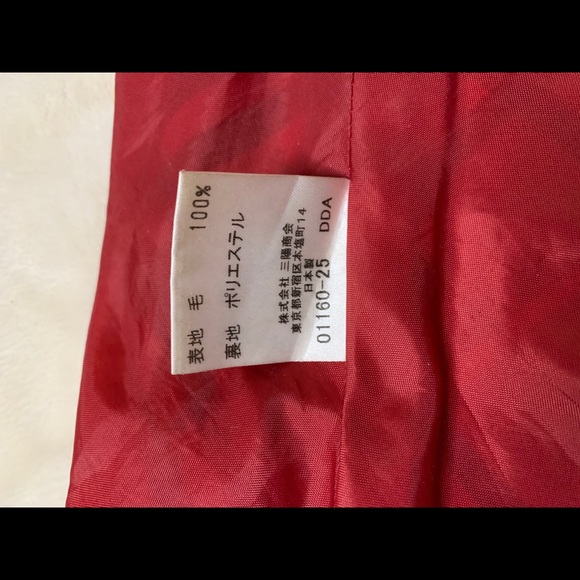 表地 毛 100%
裏地 ポリエステル
株式会社 三陽商会
東京都新宿区本塩町14
日本製
01160-25 DDA